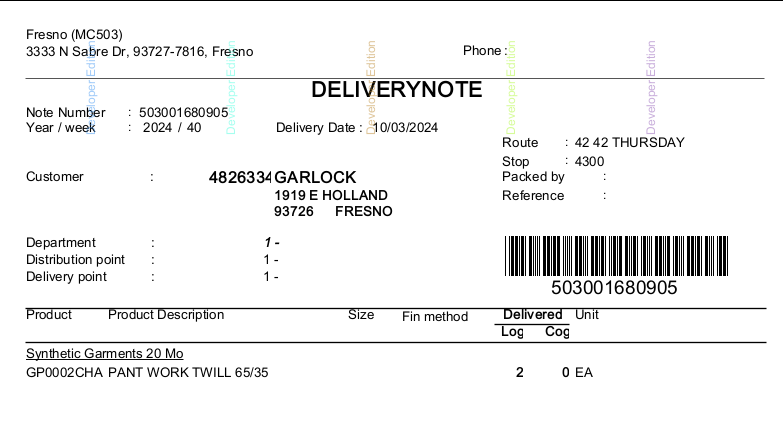 Fresno (MC503)
3333 N Sabre Dr, 93727-7816, Fresno
Phone :
DELIVERYNOTE
Note Number : 503001680905
Year / week : 2024 / 40
Delivery Date : 10/03/2024
Route : 42 42 THURSDAY
Stop : 4300
Customer : 4826334 GARLOCK
Packed by :
1919 E HOLLAND
Reference :
93726 FRESNO
Department : 1 -
Distribution point : 1 -
Delivery point : 1 -
503001680905
Product Product Description Size Fin method Delivered Unit
Log Cog
Synthetic Garments 20 Mo
GP0002CHA PANT WORK TWILL 65/35 2 0 EA
Developer Edition
Developer Edition
Developer Edition
Developer Edition
Developer Edition